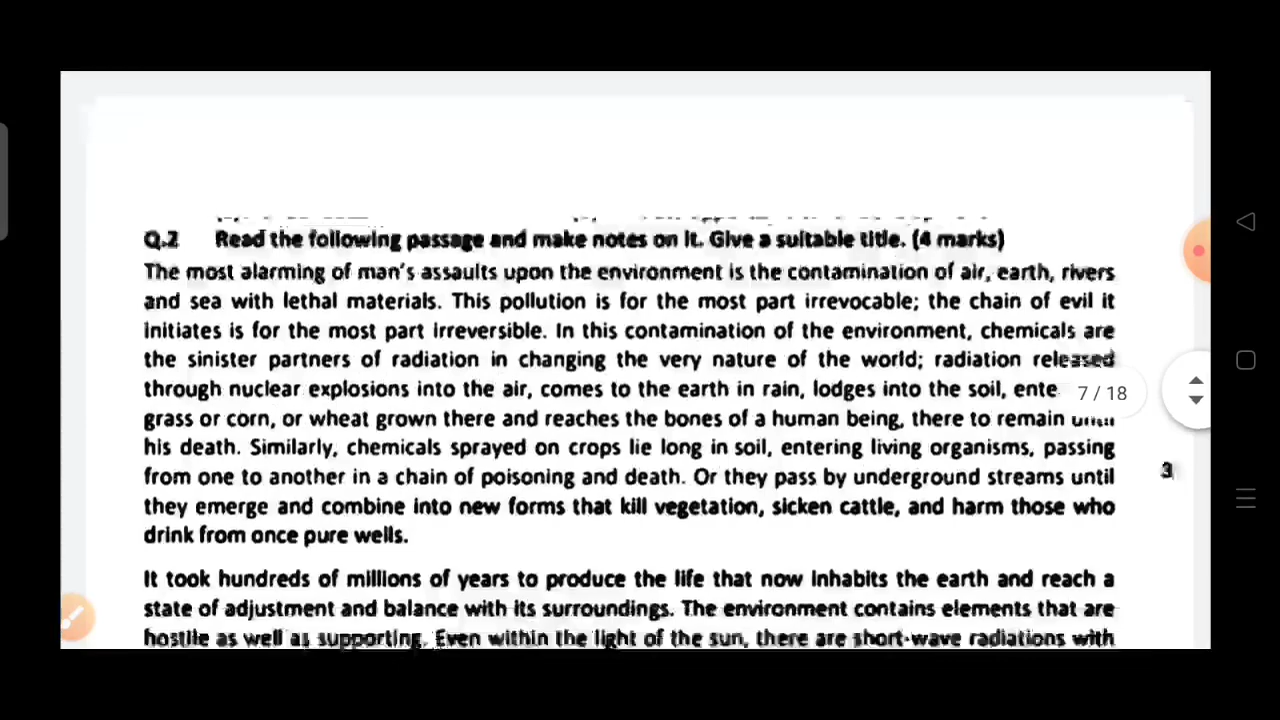 Q.2 Read the following passage and make notes on it. Give a suitable title. (4 marks)
The most alarming of man's assaults upon the environment is the contamination of air, earth, rivers
and sea with lethal materials. This pollution is for the most part irrevocable; the chain of evil it
initiates is for the most part irreversible. In this contamination of the environment, chemicals are
the sinister partners of radiation in changing the very nature of the world; radiation released
through nuclear explosions into the air, comes to the earth in rain, lodges into the soil, ente
7 / 18
grass or corn, or wheat grown there and reaches the bones of a human being, there to remain until
his death. Similarly, chemicals sprayed on crops lie long in soil, entering living organisms, passing
3
from one to another in a chain of poisoning and death. Or they pass by underground streams until
they emerge and combine into new forms that kill vegetation, sicken cattle, and harm those who
drink from once pure wells.
It took hundreds of millions of years to produce the life that now inhabits the earth and reach a
state of adjustment and balance with its surroundings. The environment contains elements that are
hostile as well as supporting. Even within the light of the sun, there are short-wave radiations with